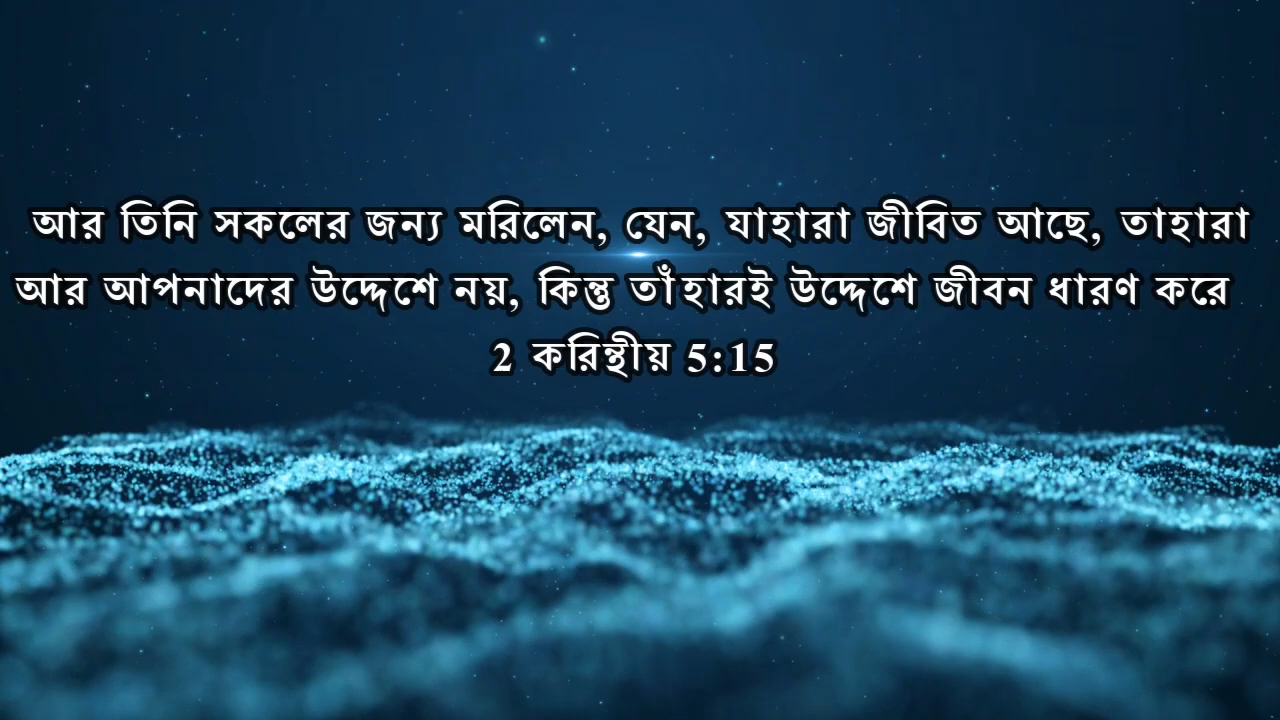 আর তিনি সকলের জন্য মরিলেন, যেন, যাহারা জীবিত আছে, তাহারা
আর আপনাদের উদ্দেশে নয়, কিন্তু তাঁহারই উদ্দেশে জীবন ধারণ করে
2 করিন্থীয় 5:15